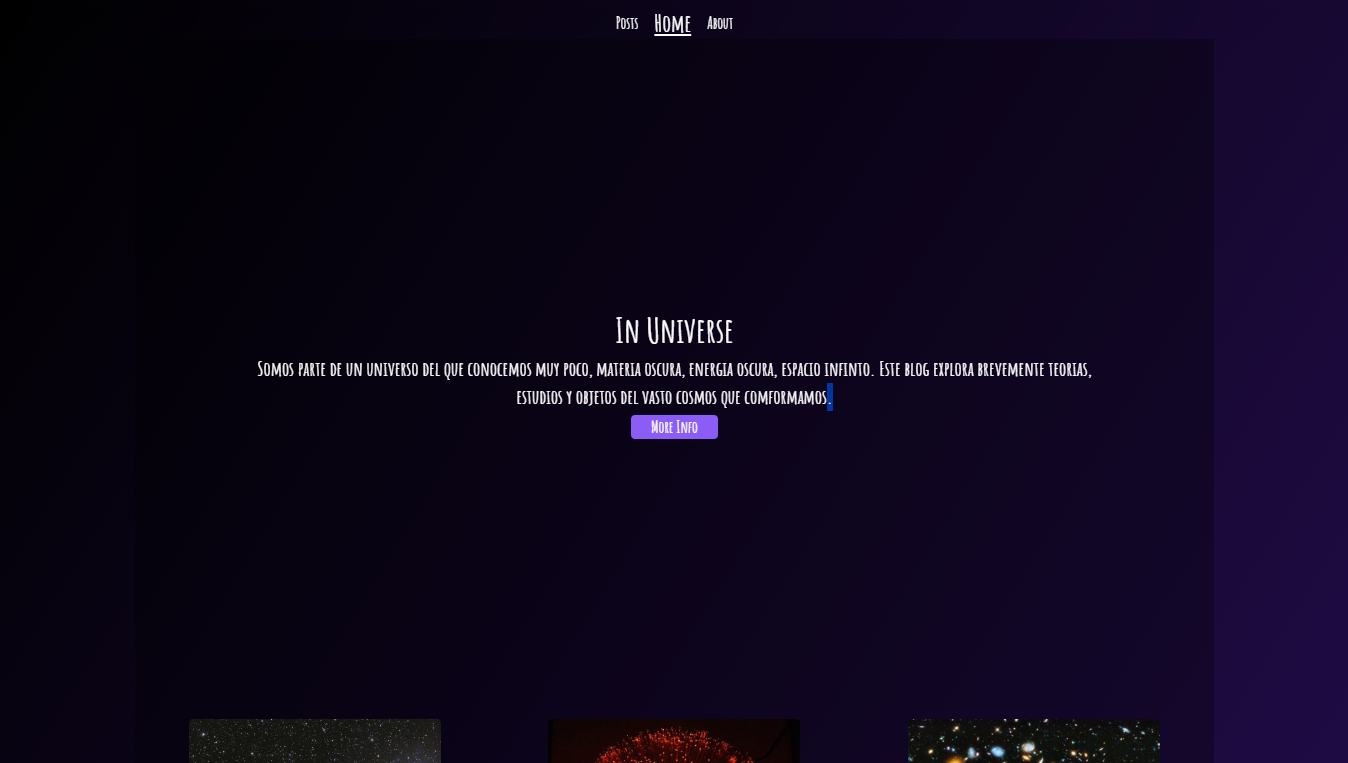 Posts Home About
In Universe
Somos parte de un universo del que conocemos muy poco, materia oscura, energia oscura, espacio infinto. Este blog explora brevemente teorias,
estudios y objetos del vasto cosmos que comformamos.
More Info